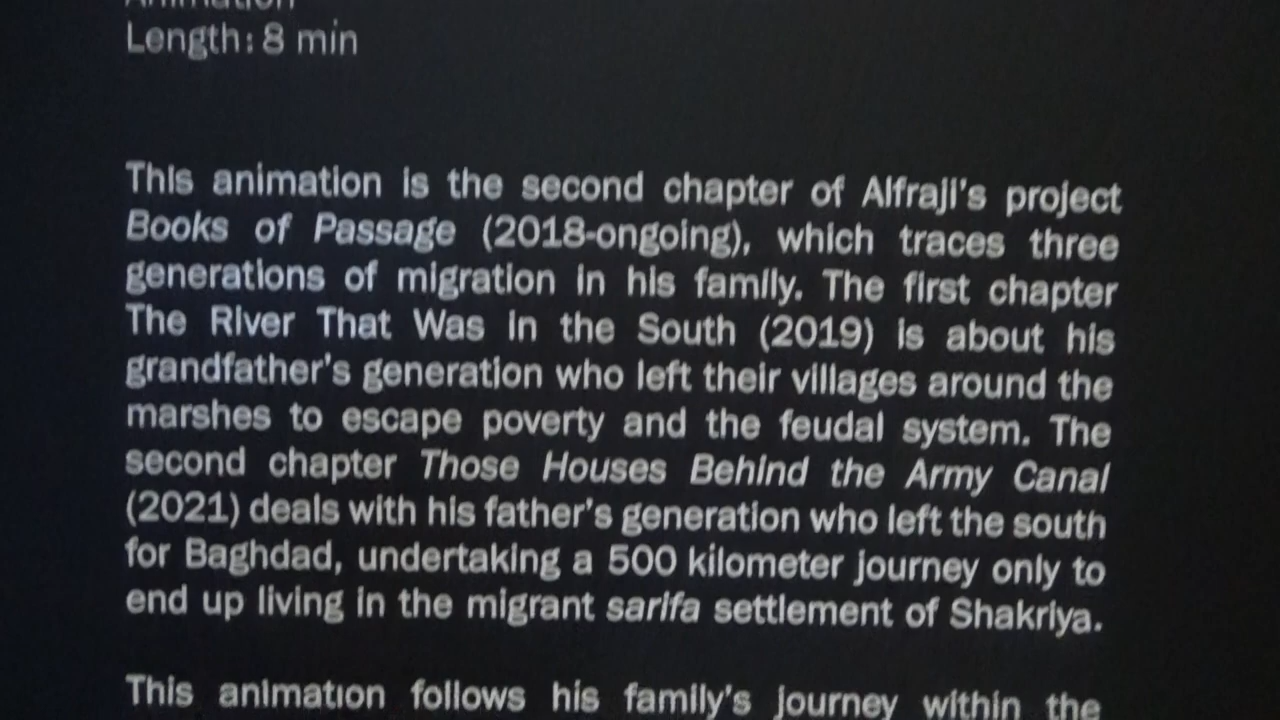 Animation
Length: 8 min
This animation is the second chapter of Alfraji's project
Books of Passage (2018-ongoing), which traces three
generations of migration in his family. The first chapter
The River That Was in the South (2019) is about his
grandfather's generation who left their villages around the
marshes to escape poverty and the feudal system. The
second chapter Those Houses Behind the Army Canal
(2021) deals with his father's generation who left the south
for Baghdad, undertaking a 500 kilometer journey only to
end up living in the migrant sarifa settlement of Shakriya.
This animation follows his family's journey within the